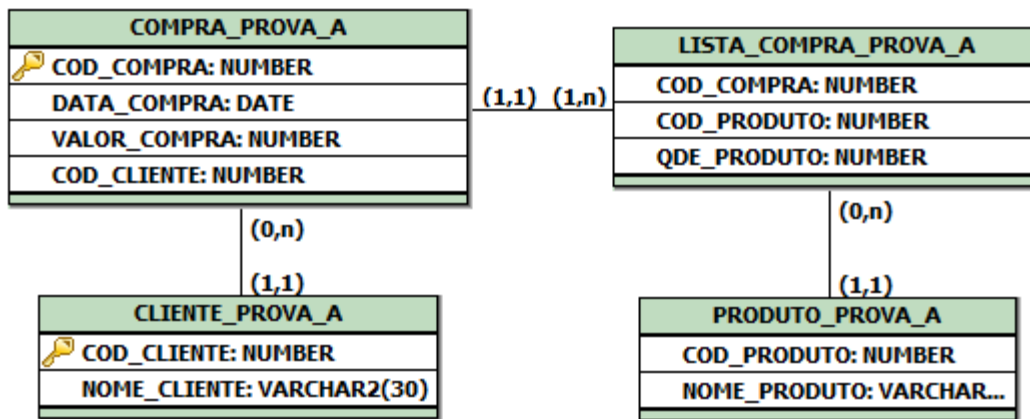 COMPRA_PROVA_A
COD_COMPRA: NUMBER
DATA_COMPRA: DATE
VALOR_COMPRA: NUMBER
COD_CLIENTE: NUMBER
(1,1) (1,n)
LISTA_COMPRA_PROVA_A
COD_COMPRA: NUMBER
COD_PRODUTO: NUMBER
QDE_PRODUTO: NUMBER
(0,n)
(1,1)
(0,n)
(1,1)
CLIENTE_PROVA_A
COD_CLIENTE: NUMBER
NOME_CLIENTE: VARCHAR2(30)
PRODUTO_PROVA_A
COD_PRODUTO: NUMBER
NOME_PRODUTO: VARCHAR...